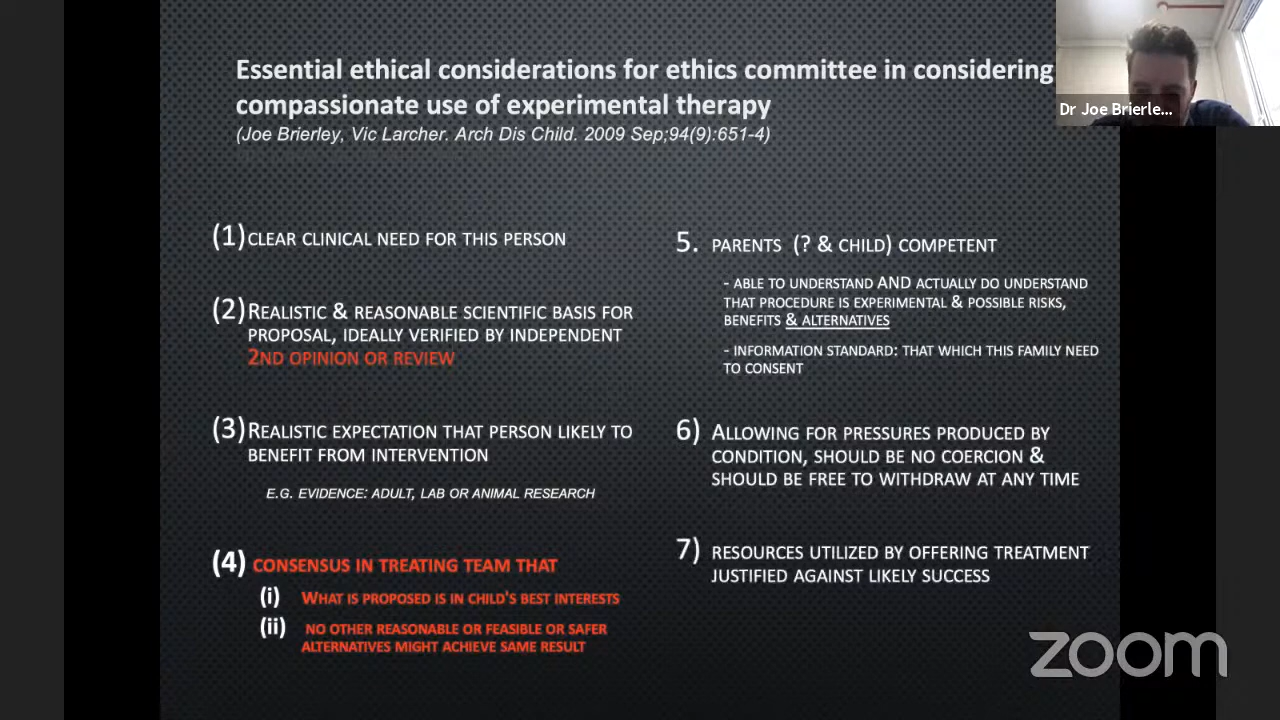 Essential ethical considerations for ethics committee in considering
compassionate use of experimental therapy
(Joe Brierley, Vic Larcher. Arch Dis Child. 2009 Sep;94(9):651-4)
Dr Joe Brierle...
(1) CLEAR CLINICAL NEED FOR THIS PERSON
(2) REALISTIC & REASONABLE SCIENTIFIC BASIS FOR
PROPOSAL, IDEALLY VERIFIED BY INDEPENDENT
2ND OPINION OR REVIEW
(3) REALISTIC EXPECTATION THAT PERSON LIKELY TO
BENEFIT FROM INTERVENTION
E.G. EVIDENCE: ADULT, LAB OR ANIMAL RESEARCH
(4) CONSENSUS IN TREATING TEAM THAT
(i) WHAT IS PROPOSED IS IN CHILD'S BEST INTERESTS
(ii) NO OTHER REASONABLE OR FEASIBLE OR SAFER
ALTERNATIVES MIGHT ACHIEVE SAME RESULT
5. PARENTS (? & CHILD) COMPETENT
- ABLE TO UNDERSTAND AND ACTUALLY DO UNDERSTAND
THAT PROCEDURE IS EXPERIMENTAL & POSSIBLE RISKS,
BENEFITS & ALTERNATIVES
- INFORMATION STANDARD: THAT WHICH THIS FAMILY NEED
TO CONSENT
6) ALLOWING FOR PRESSURES PRODUCED BY
CONDITION, SHOULD BE NO COERCION &
SHOULD BE FREE TO WITHDRAW AT ANY TIME
7) RESOURCES UTILIZED BY OFFERING TREATMENT
JUSTIFIED AGAINST LIKELY SUCCESS
zoom